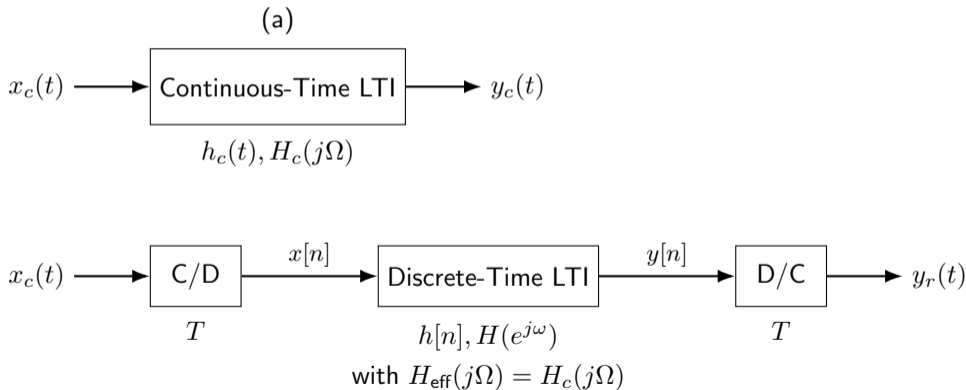 (a)
x_c(t) Continuous-Time LTI y_c(t)
h_c(t), H_c(jΩ)
x_c(t) C/D x[n] Discrete-Time LTI y[n] D/C y_r(t)
T h[n], H(e^{jω}) T
with H_eff(jΩ) = H_c(jΩ)